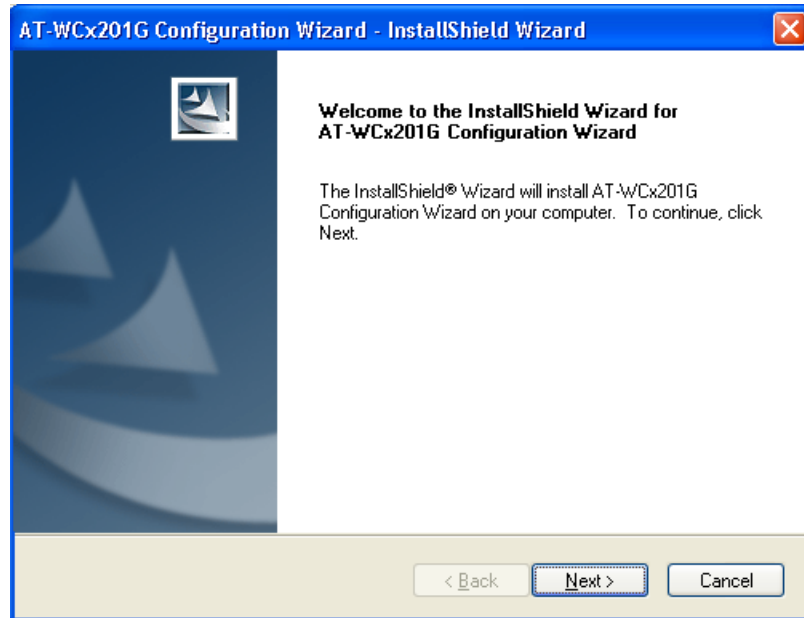 AT-WCx201G Configuration Wizard - InstallShield Wizard
Welcome to the InstallShield Wizard for
AT-WCx201G Configuration Wizard
The InstallShield® Wizard will install AT-WCx201G
Configuration Wizard on your computer. To continue, click
Next.
< Back
Next >
Cancel